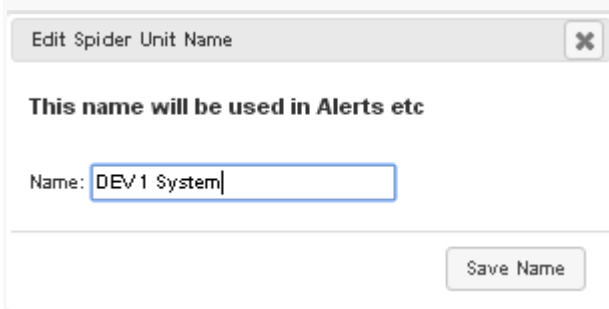 Edit Spider Unit Name
This name will be used in Alerts etc
Name: DEV1 System
Save Name